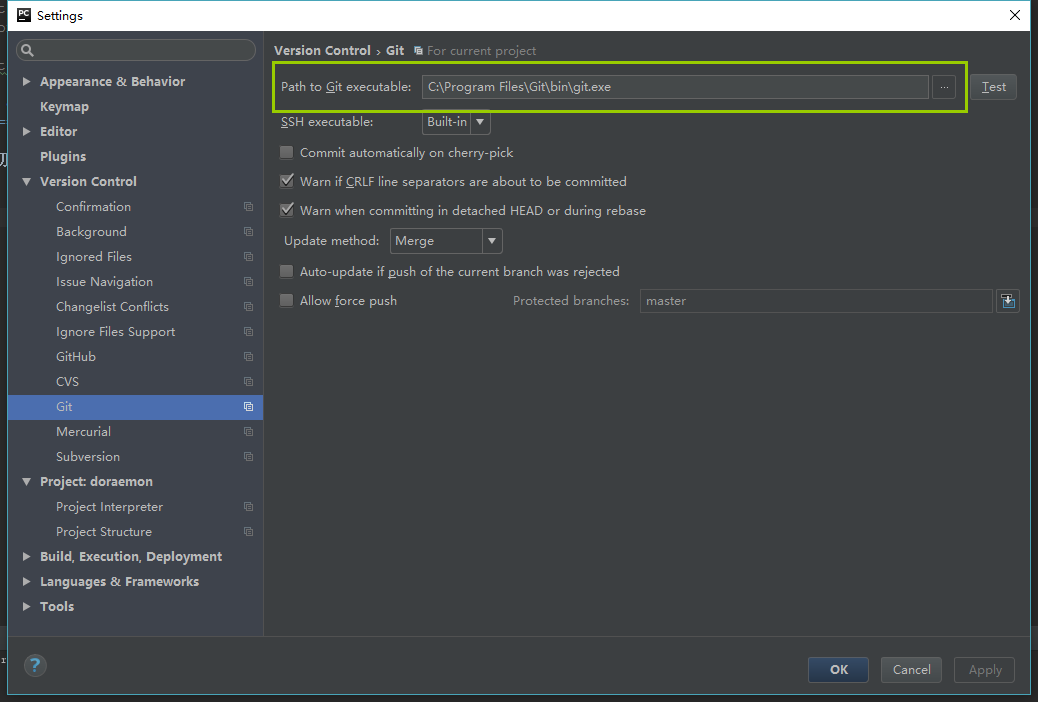 PC Settings
Version Control › Git For current project
Appearance & Behavior
Keymap
Editor
Plugins
Version Control
Confirmation
Background
Ignored Files
Issue Navigation
Changelist Conflicts
Ignore Files Support
GitHub
CVS
Git
Mercurial
Subversion
Project: doraemon
Project Interpreter
Project Structure
Build, Execution, Deployment
Languages & Frameworks
Tools
Path to Git executable: C:\Program Files\Git\bin\git.exe ... Test
SSH executable: Built-in
Commit automatically on cherry-pick
Warn if CRLF line separators are about to be committed
Warn when committing in detached HEAD or during rebase
Update method: Merge
Auto-update if push of the current branch was rejected
Allow force push Protected branches: master
?
OK Cancel Apply